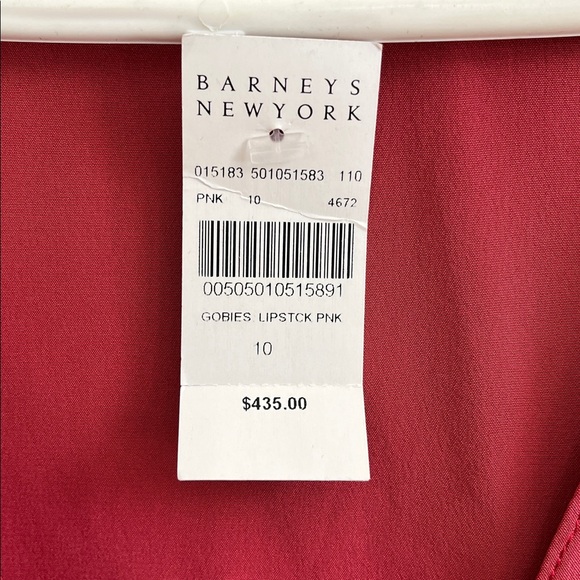 BARNEYS
NEWYORK
015183 501051583 110
PNK 10 4672
00505010515891
GOBIES. LIPSTCK PNK
10
$435.00